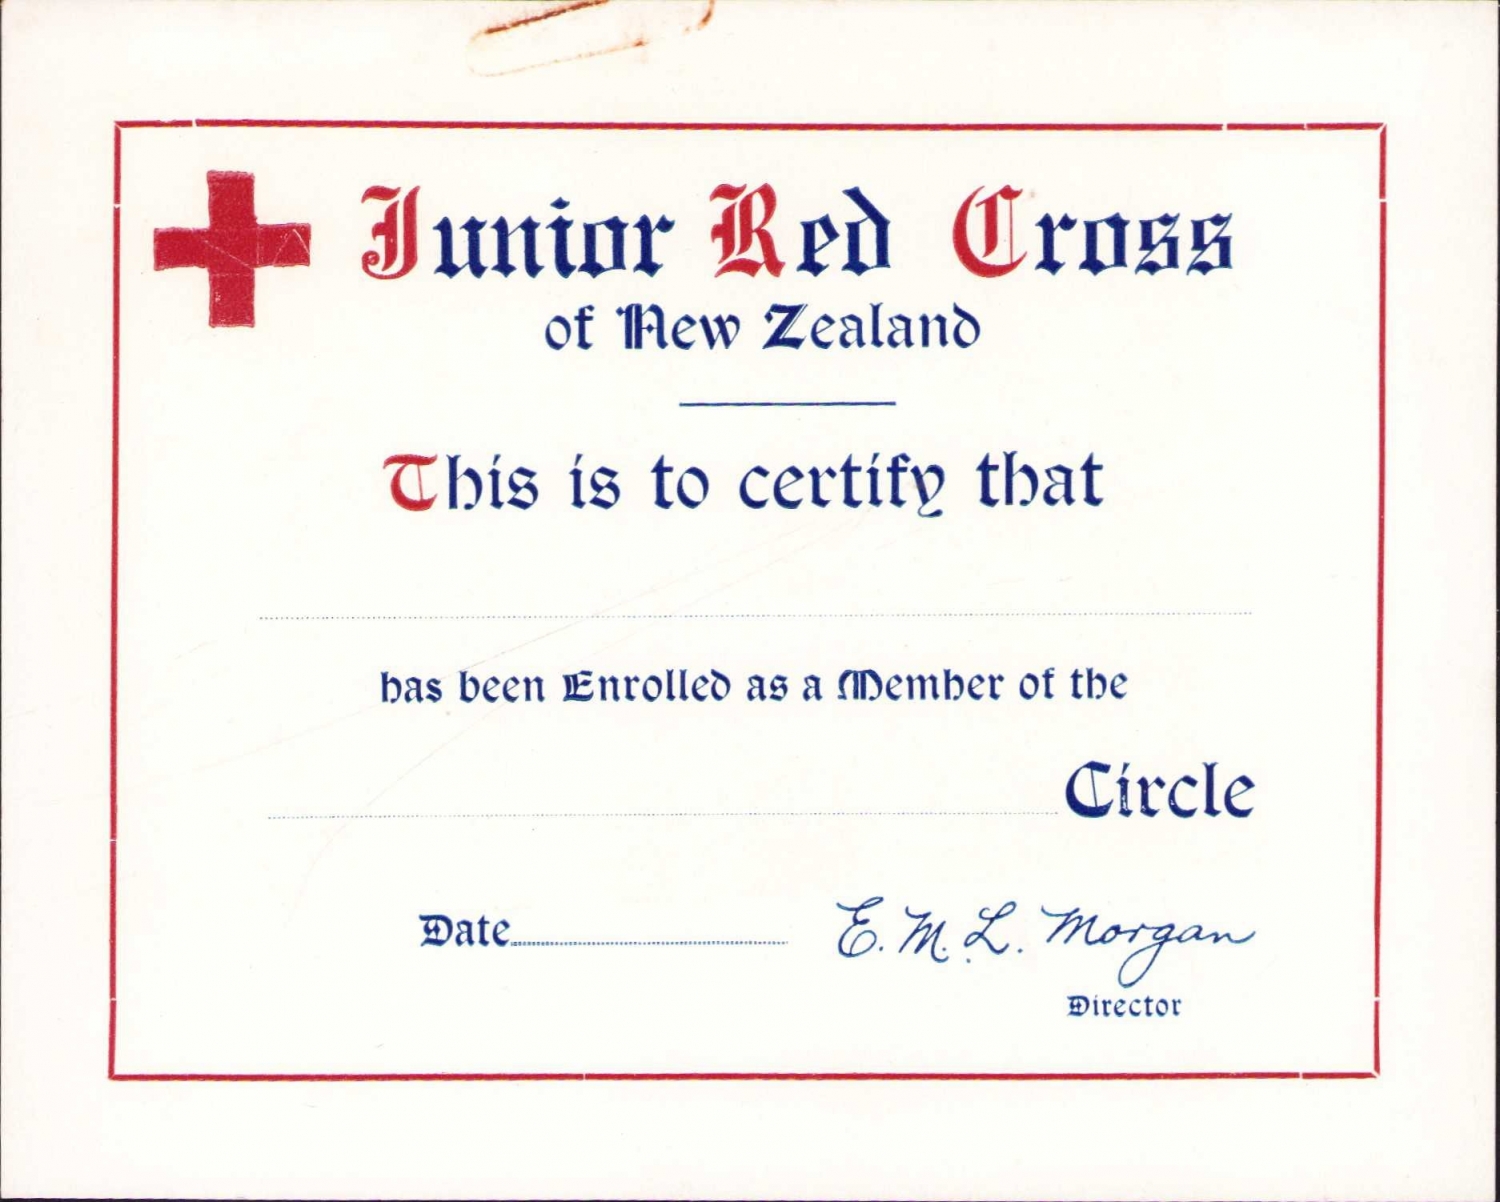 Junior Red Cross
of New Zealand
This is to certify that
has been Enrolled as a Member of the
Circle
Date
E. M. L. Morgan
Director